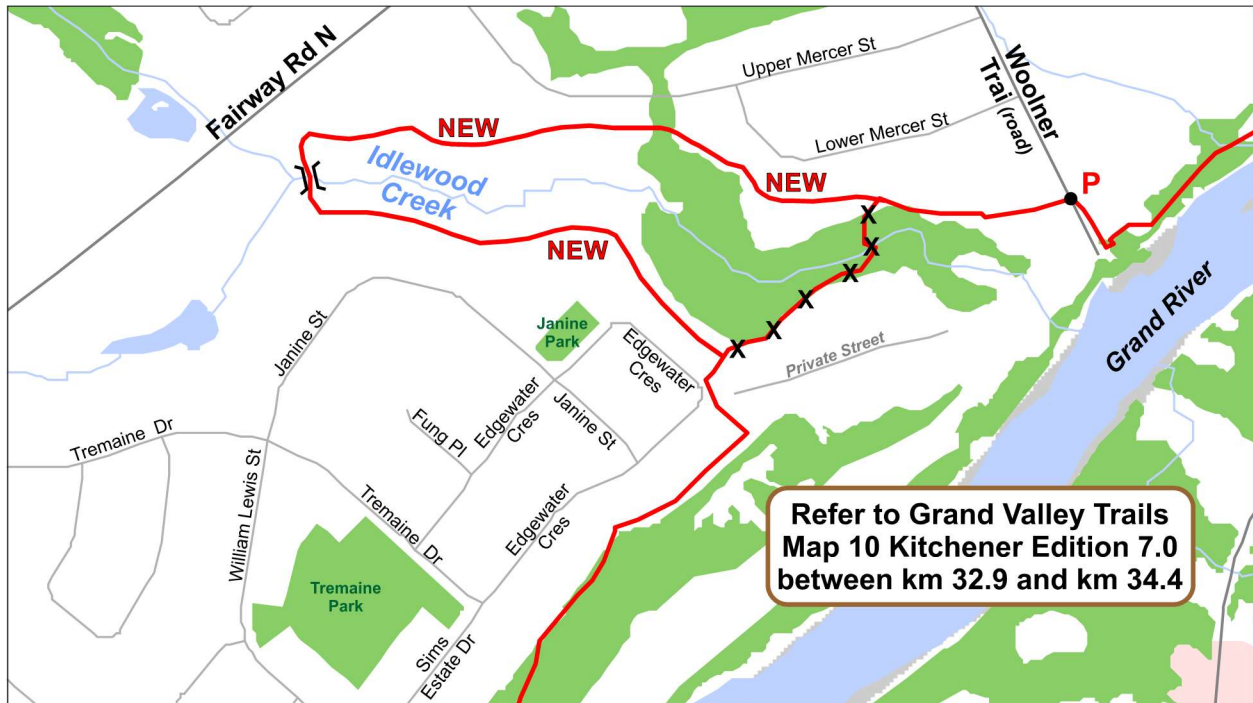 Fairway Rd N
Upper Mercer St
Woolner
Trail (road)
Lower Mercer St
NEW
Idlewood
Creek
NEW
P
NEW
X
X
X
X
X
X
Grand River
Janine St
Janine
Park
Edgewater
Cres
Private Street
Edgewater
Cres
Janine St
Fung Pl
Tremaine Dr
William Lewis St
Tremaine Dr
Edgewater
Cres
Tremaine
Park
Sims
Estate Dr
Refer to Grand Valley Trails
Map 10 Kitchener Edition 7.0
between km 32.9 and km 34.4